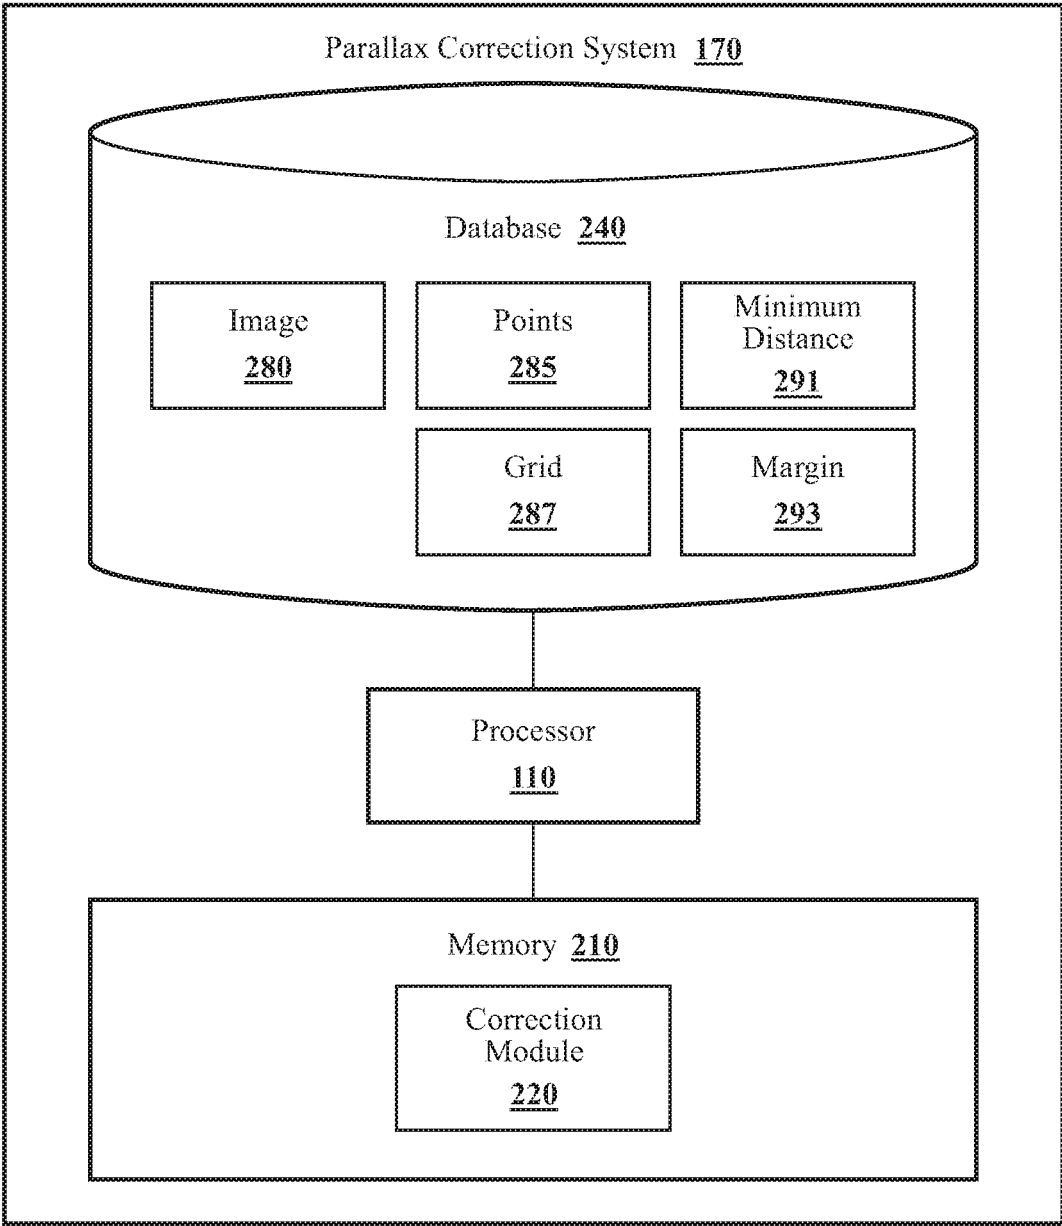 Parallax Correction System 170
Database 240
Image
280
Points
285
Minimum
Distance
291
Grid
287
Margin
293
Processor
110
Memory 210
Correction
Module
220